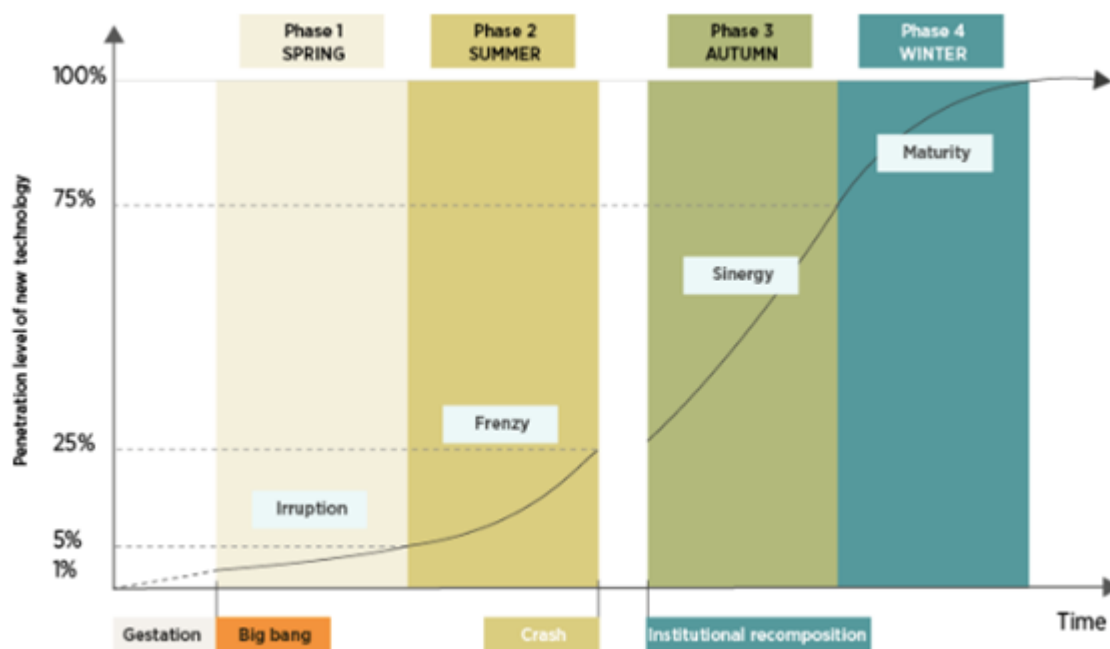 Phase 1
SPRING
Phase 2
SUMMER
Phase 3
AUTUMN
Phase 4
WINTER
Penetration level of new technology
100%
75%
25%
5%
1%
Maturity
Sinergy
Frenzy
Irruption
Gestation
Big bang
Crash
Institutional recomposition
Time